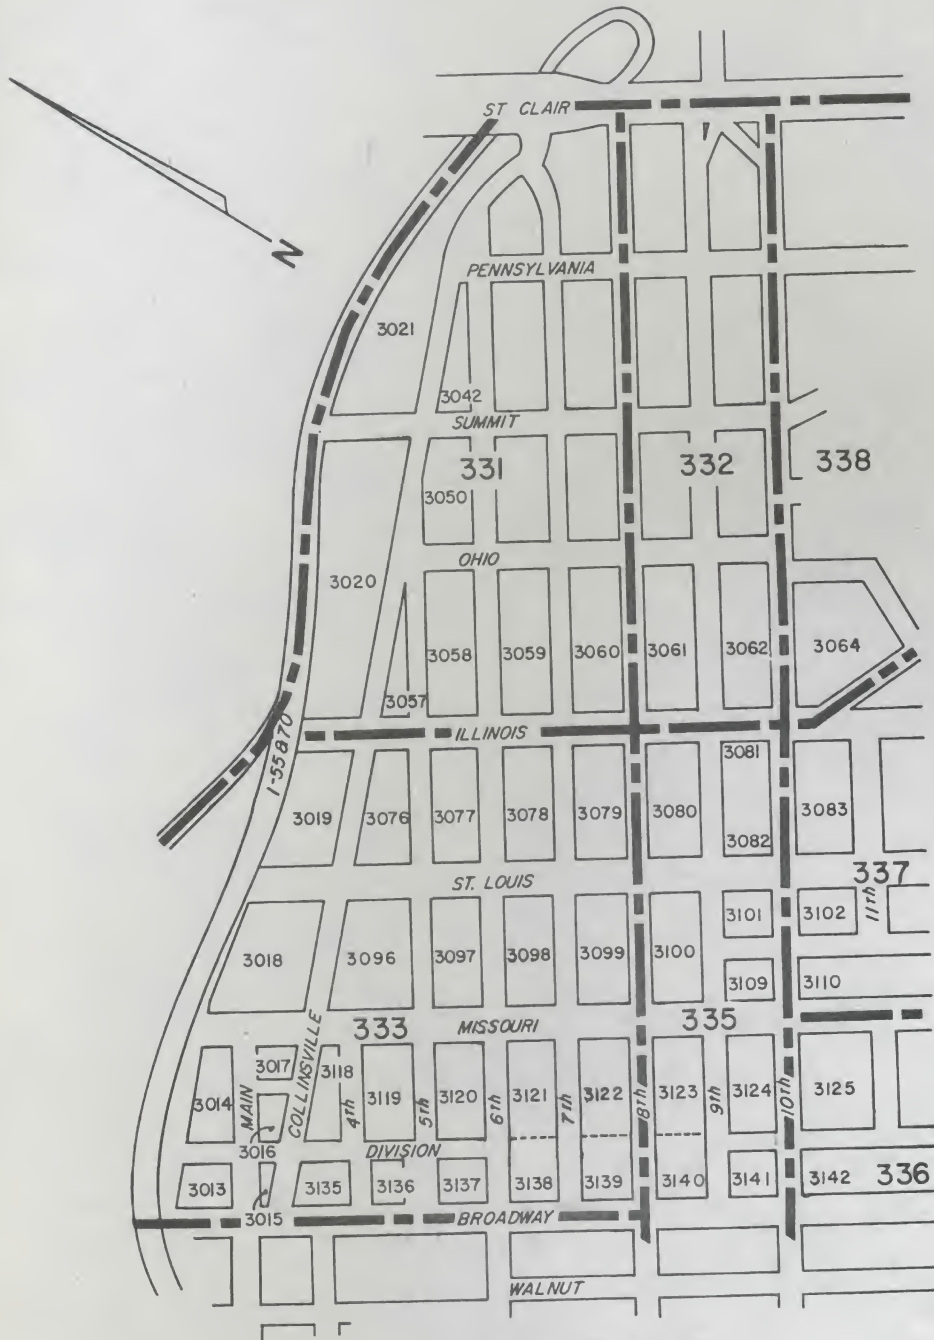 ST CLAIR
N
PENNSYLVANIA
3021
3042
SUMMIT
331
332
338
3050
OHIO
3020
3058
3059
3060
3061
3062
3064
3057
ILLINOIS
I-55&70
3081
3019
3076
3077
3078
3079
3080
3083
3082
337
ST. LOUIS
11th
3101
3102
3018
3096
3097
3098
3099
3100
3109
3110
333
MISSOURI
335
COLLINSVILLE
3017
3118
3014
MAIN
4th
3119
5th
3120
6th
3121
7th
3122
8th
3123
9th
3124
10th
3125
3016
DIVISION
3013
3135
3136
3137
3138
3139
3140
3141
3142
336
3015
BROADWAY
WALNUT